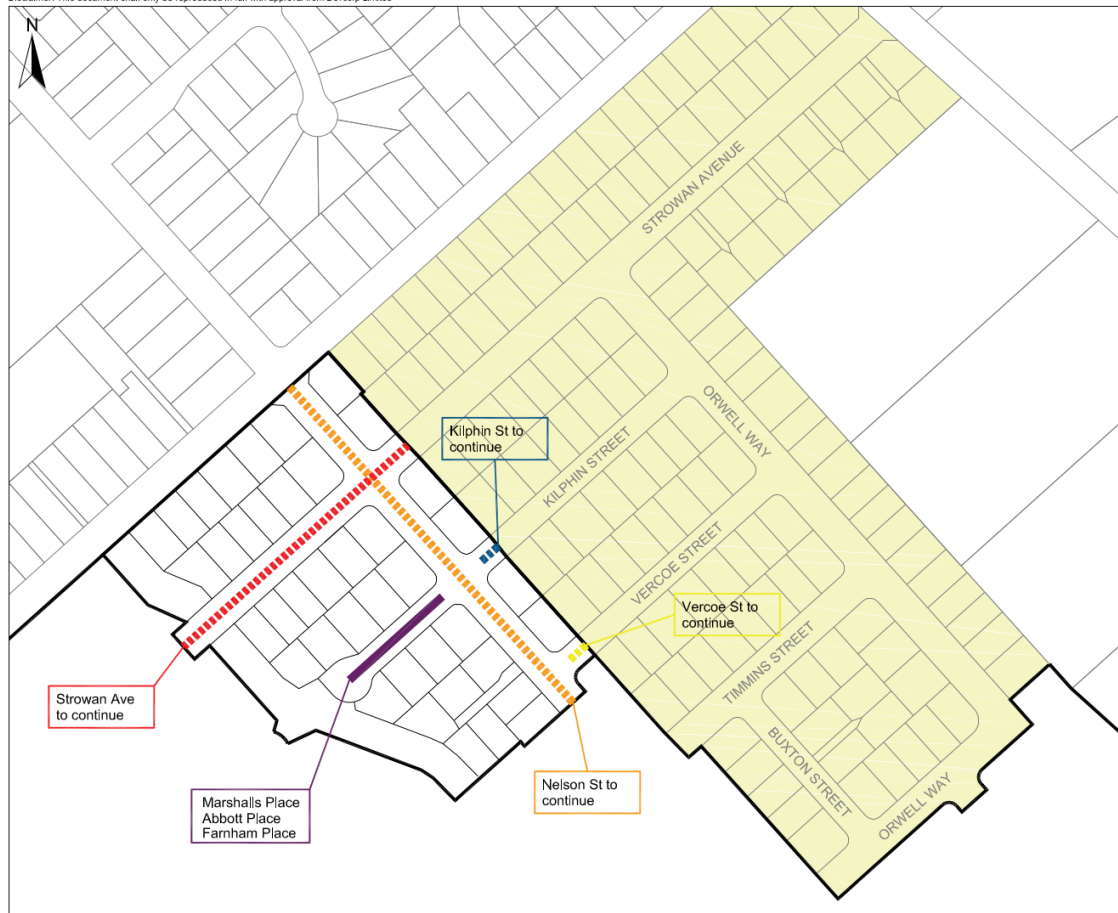 N
STROWAN AVENUE
ORWELL WAY
Kilphin St to
continue
KILPHIN STREET
VERCOE STREET
Vercoe St to
continue
TIMMINS STREET
Strowan Ave
to continue
BUXTON STREET
Nelson St to
continue
Marshalls Place
Abbott Place
Farnham Place
ORWELL WAY